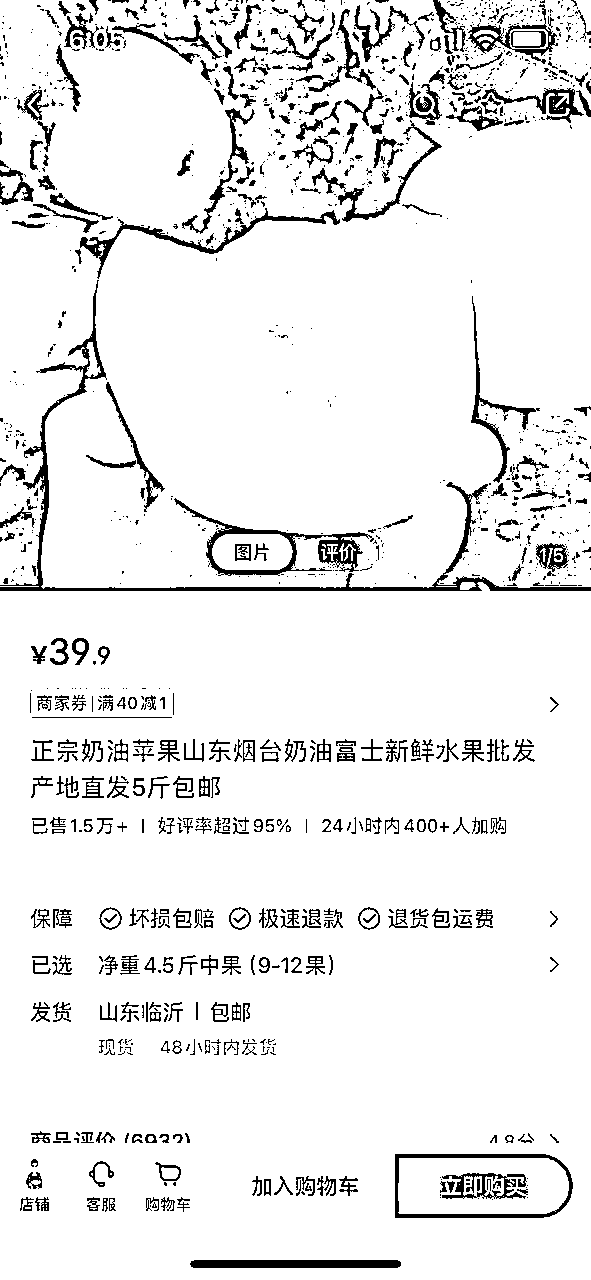 6:05
图片 评价 1/5
¥39.9
商家券 满40减1
正宗奶油苹果山东烟台奶油富士新鲜水果批发
产地直发5斤包邮
已售1.5万+ | 好评率超过95% | 24小时内400+人加购
保障 坏损包赔 极速退款 退货包运费
已选 净重4.5斤中果 (9-12果)
发货 山东临沂 | 包邮
现货 48小时内发货
商品评价 (6932) 4.8分
店铺 客服 购物车 加入购物车 立即购买